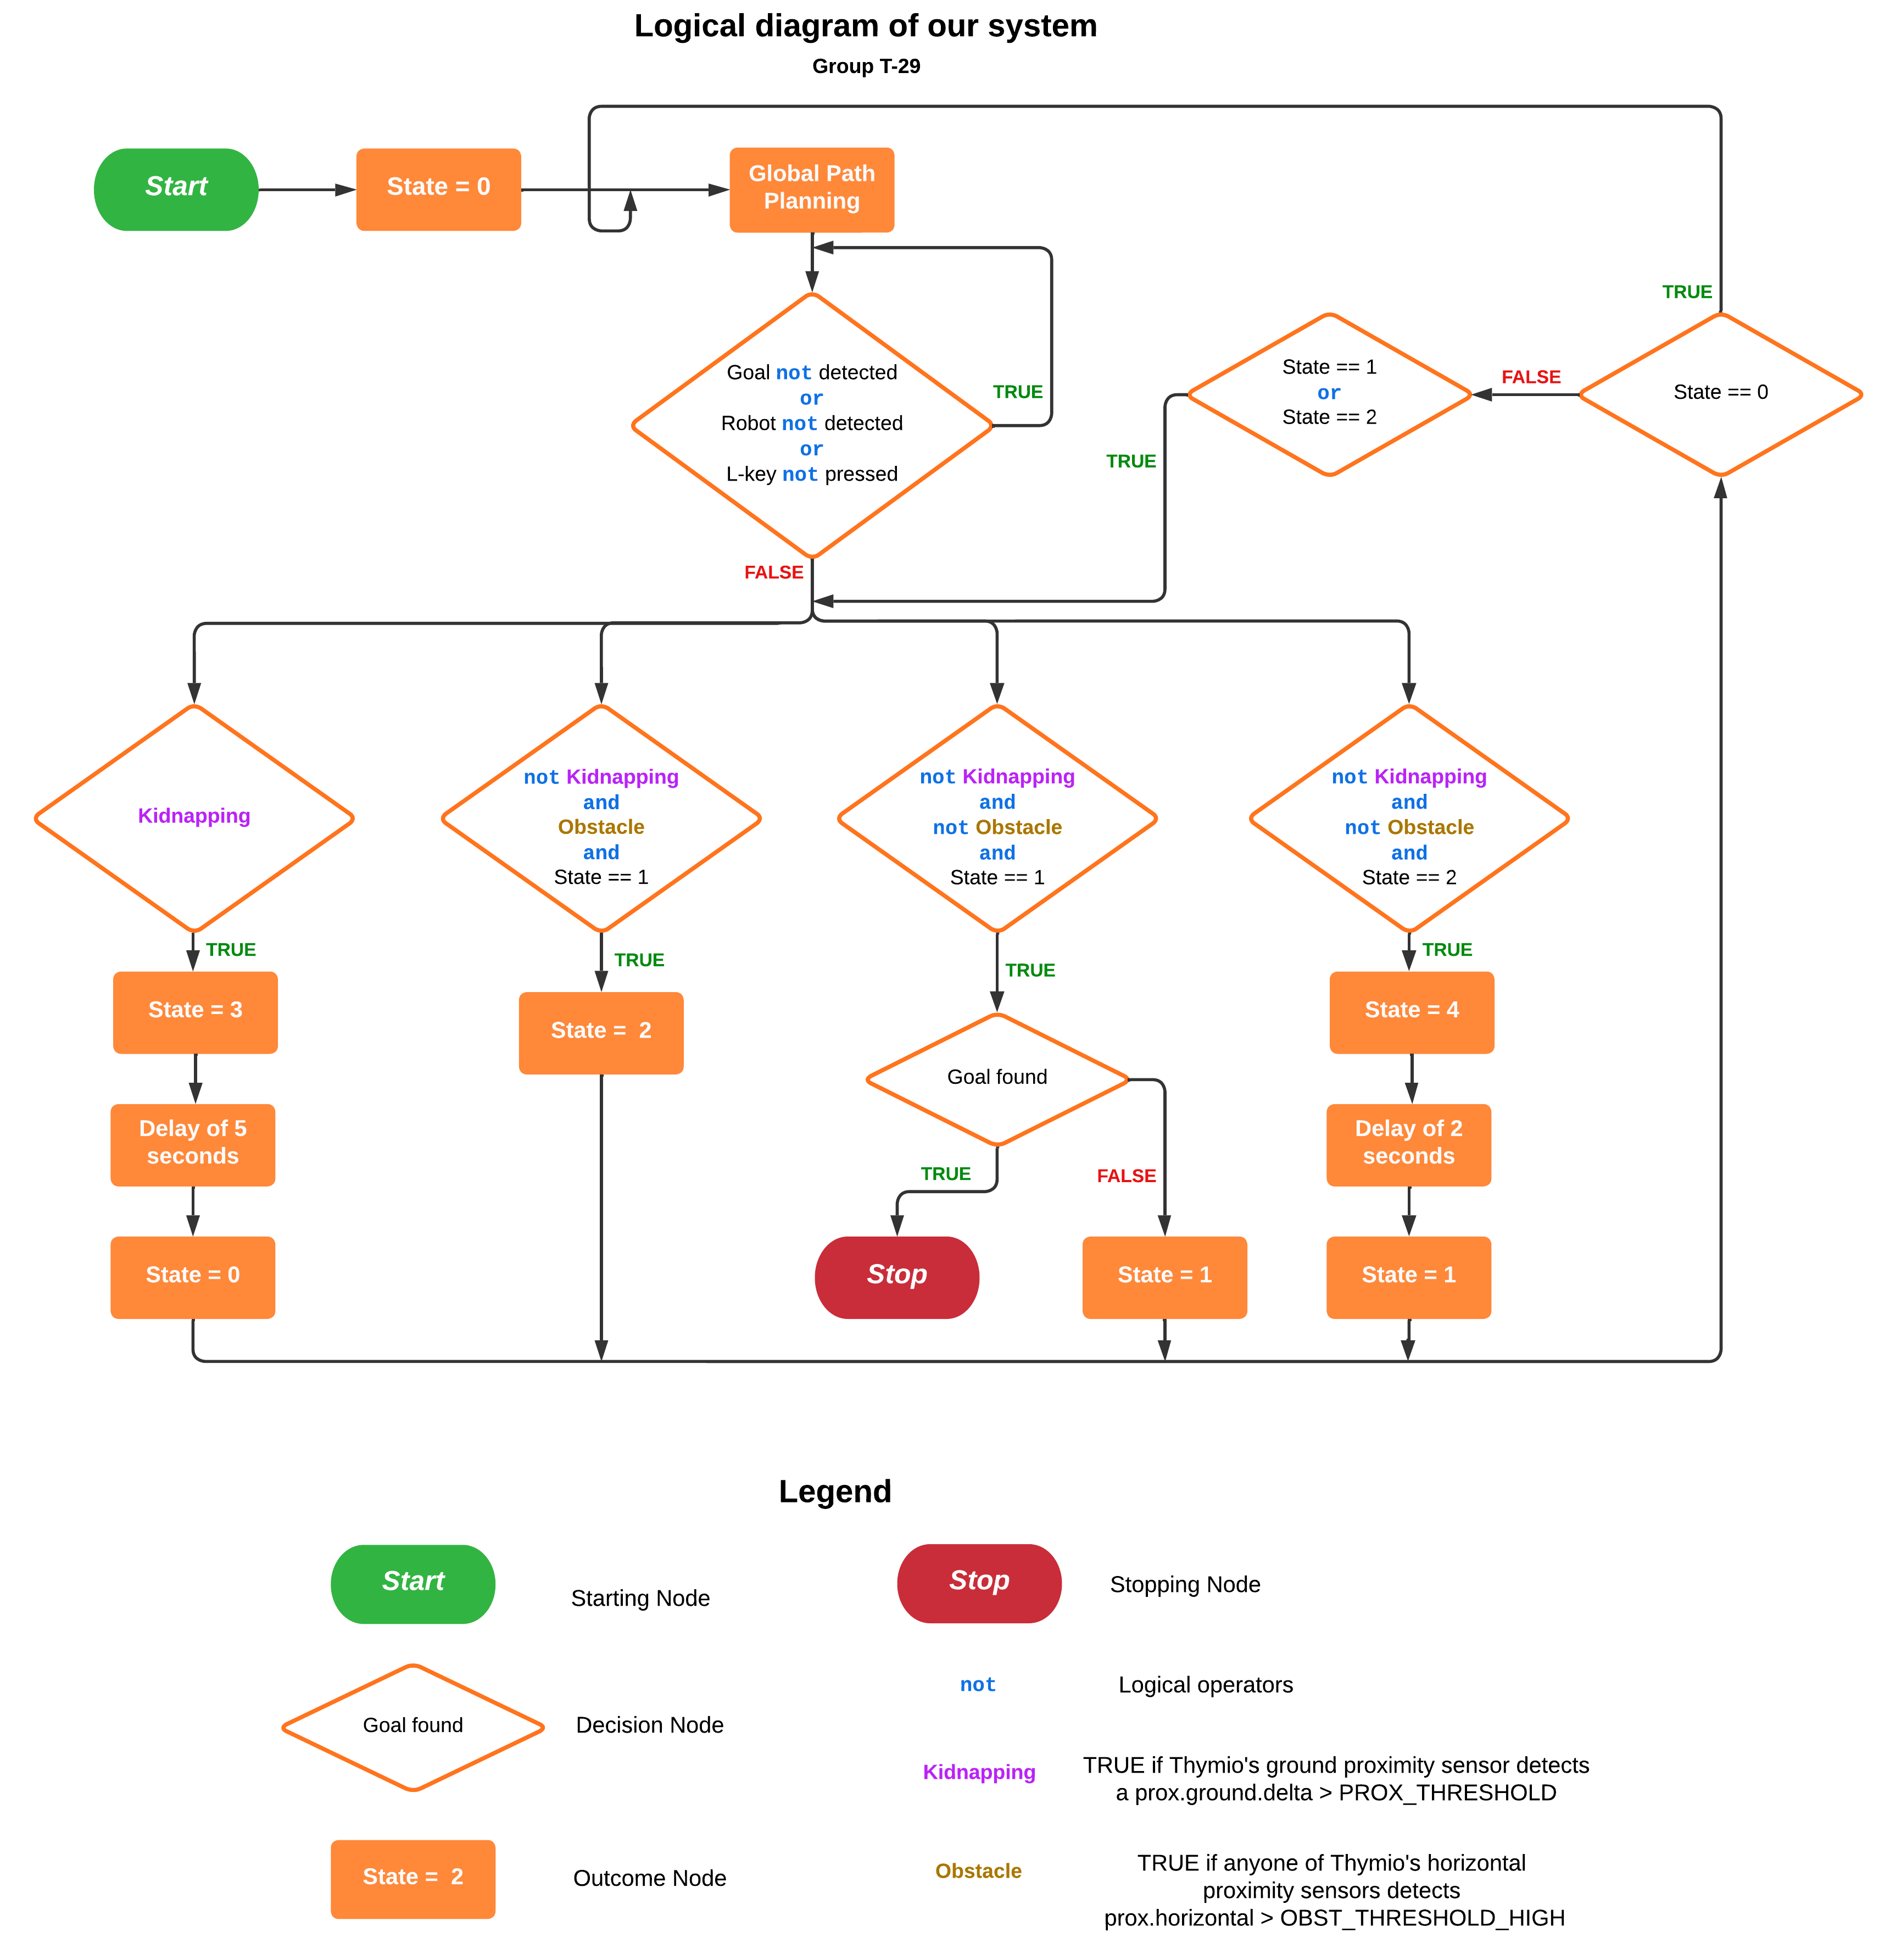 Logical diagram of our system
Group T-29
Start
State = 0
Global Path
Planning
TRUE
Goal not detected
or
Robot not detected
or
L-key not pressed
TRUE
FALSE
State == 1
or
State == 2
TRUE
FALSE
State == 0
Kidnapping
not Kidnapping
and
Obstacle
and
State == 1
not Kidnapping
and
not Obstacle
and
State == 1
not Kidnapping
and
not Obstacle
and
State == 2
TRUE
TRUE
TRUE
TRUE
State = 3
State =  2
Goal found
State = 4
Delay of 5
seconds
Delay of 2
seconds
TRUE
FALSE
State = 0
Stop
State = 1
State = 1
Legend
Start
Starting Node
Stop
Stopping Node
not
Logical operators
Goal found
Decision Node
Kidnapping
TRUE if Thymio's ground proximity sensor detects
a prox.ground.delta > PROX_THRESHOLD
State =  2
Outcome Node
Obstacle
TRUE if anyone of Thymio's horizontal
proximity sensors detects
prox.horizontal > OBST_THRESHOLD_HIGH